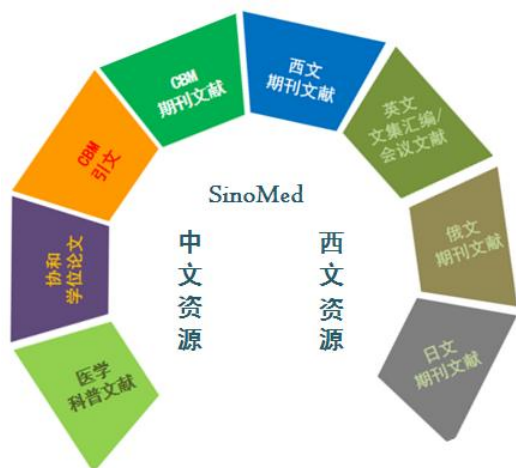 CBM
期刊文献
西文
期刊文献
英文
文集汇编/
会议文献
CBM
引文
SinoMed
俄文
期刊文献
协和
学位论文
中文资源
西文资源
日文
期刊文献
医学
科普文献